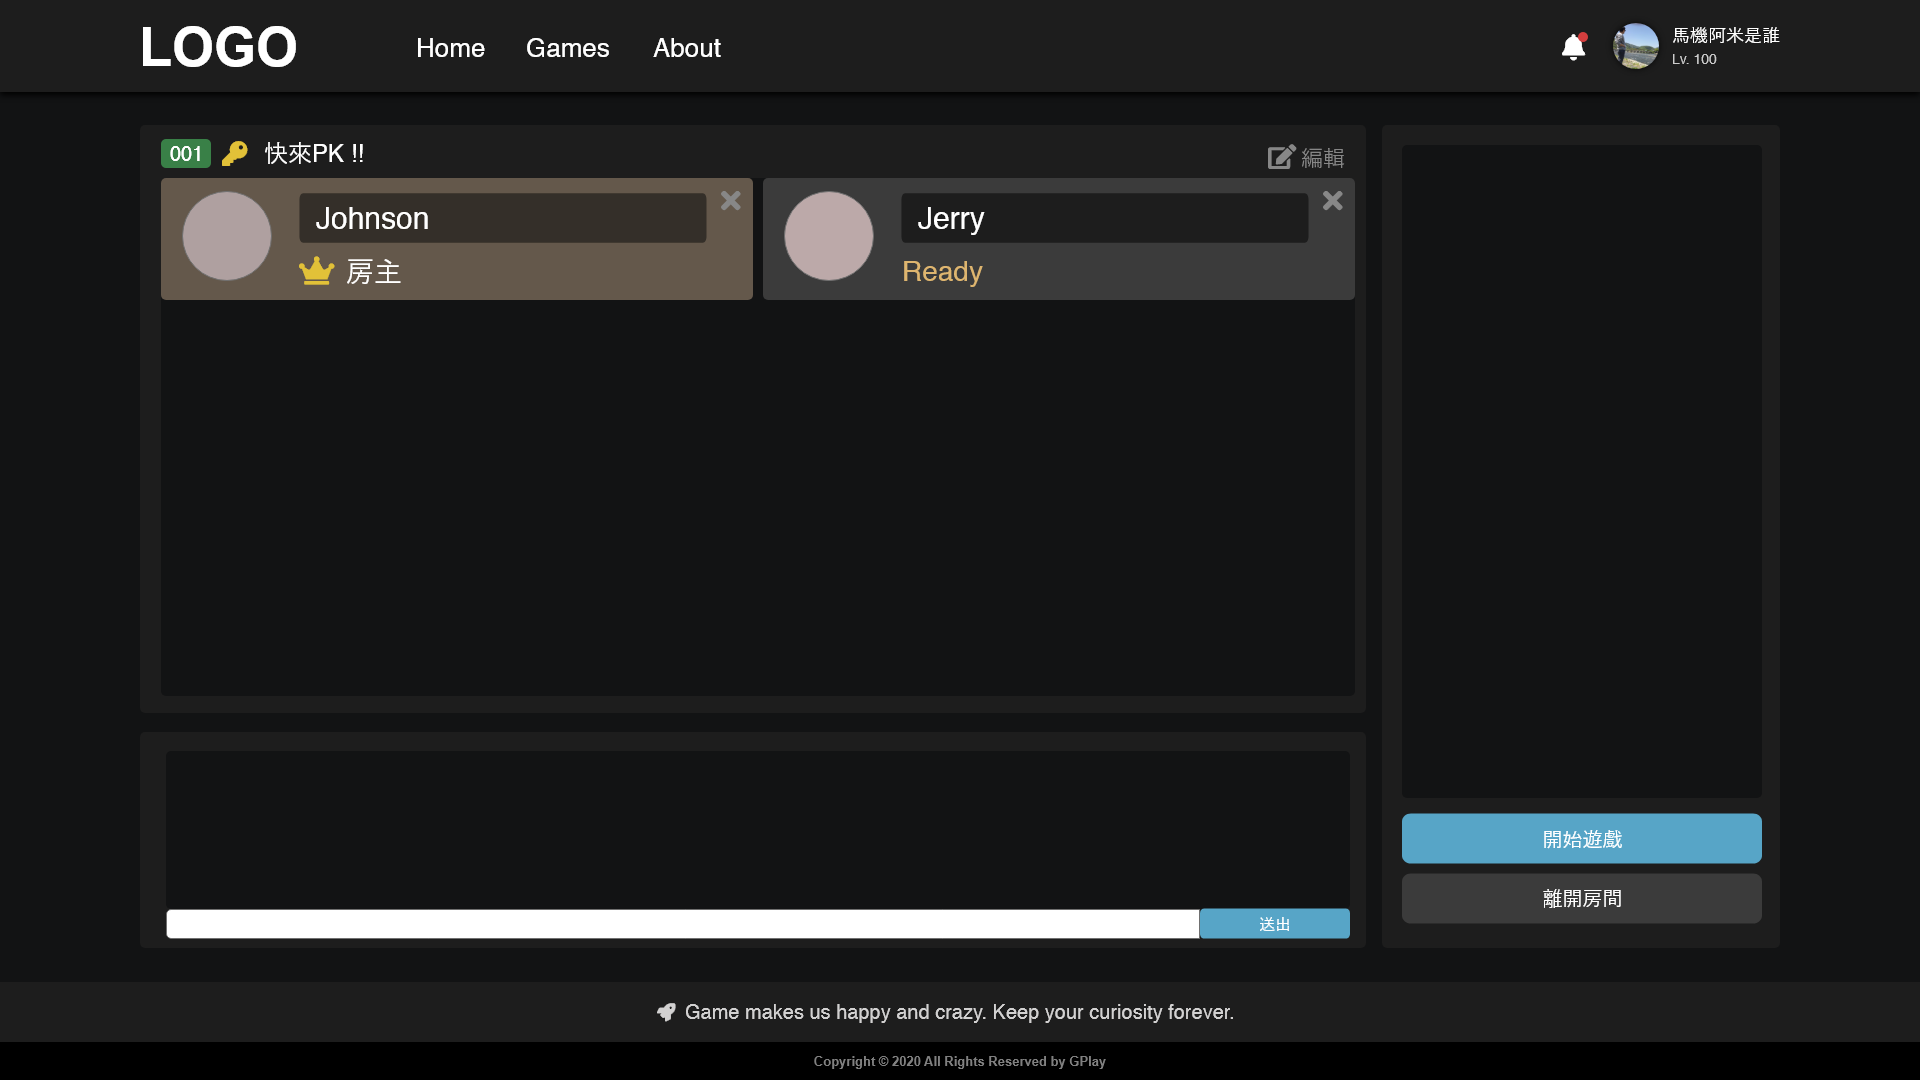 LOGO
Home
Games
About
馬機阿米是誰
Lv. 100
001
快來PK !!
編輯
Johnson
房主
Jerry
Ready
開始遊戲
離開房間
送出
Game makes us happy and crazy. Keep your curiosity forever.
Copyright © 2020 All Rights Reserved by GPlay